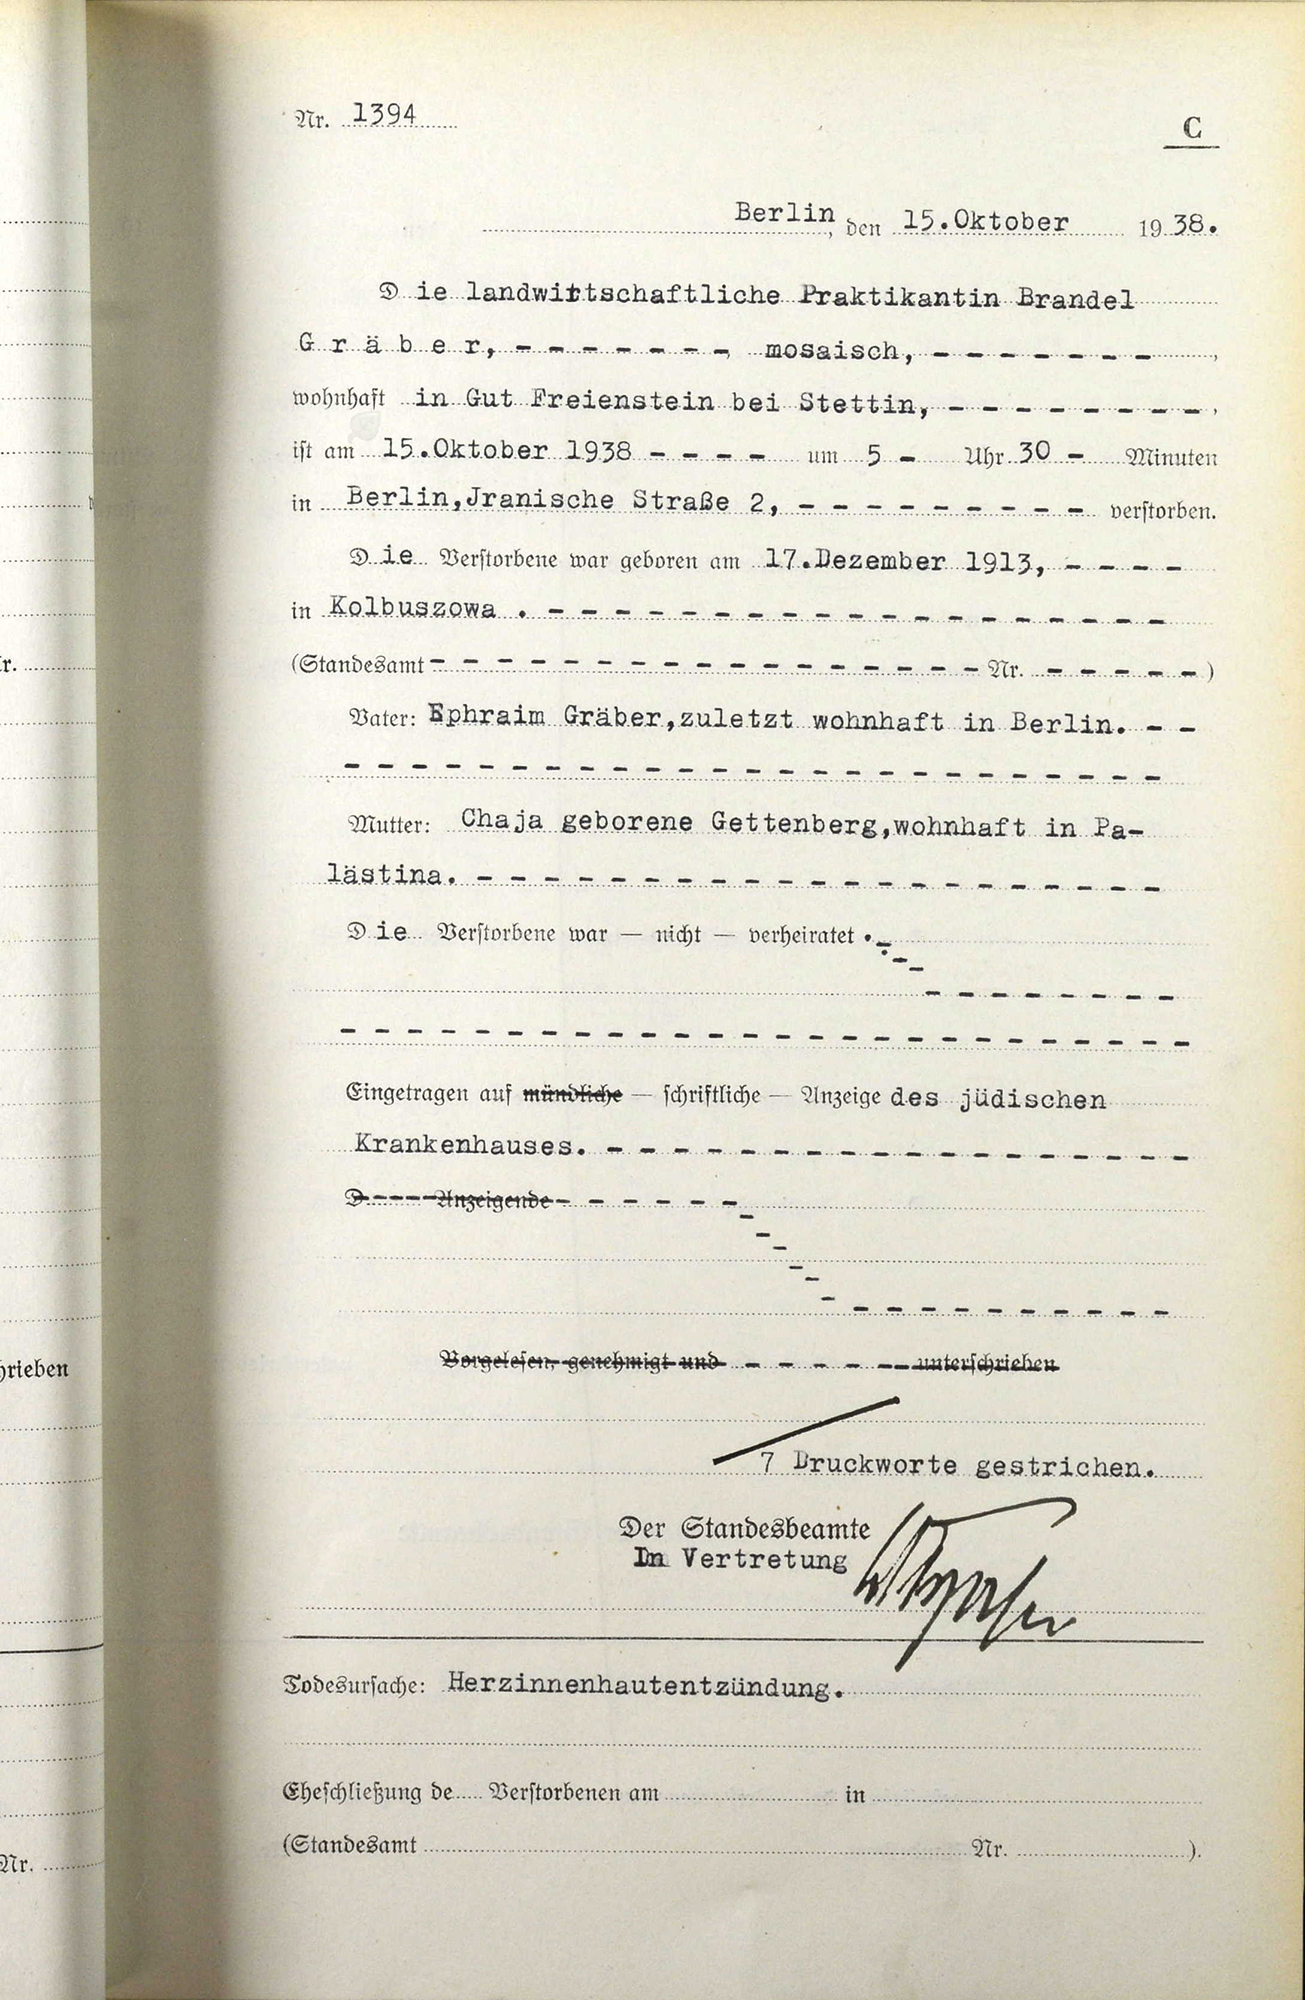 Nr. 1394
C
Berlin, den 15.Oktober 1938.
Die landwirtschaftliche Praktikantin Brandel
G r ä b e r, - - - - - - -, mosaisch, - - - - - - - ,
wohnhaft in Gut Freienstein bei Stettin, - - - - - - - - ,
ist am 15.Oktober 1938 - - - - um 5 - Uhr 30 - Minuten
in Berlin,Jranische Straße 2, - - - - - - - - - verstorben.
Die Verstorbene war geboren am 17.Dezember 1913, - - - -
in Kolbuszowa . - - - - - - - - - - - - - - - - - - -
(Standesamt - - - - - - - - - - - - - - - - - Nr. - - - - - )
Vater: Ephraim Gräber,zuletzt wohnhaft in Berlin. - -
- - - - - - - - - - - - - - - - - - - - - - - - -
Mutter: Chaja geborene Gettenberg,wohnhaft in Pa-
lästina. - - - - - - - - - - - - - - - - - - - - -
Die Verstorbene war — nicht — verheiratet . - - -
- - - - - - - -
- - - - - - - - - - - - - - - - - - - - - - - - - -
Eingetragen auf mündliche — schriftliche — Anzeige des jüdischen
Krankenhauses. - - - - - - - - - - - - - - - - - -
D - - - - Anzeigende - - - - - -
- - - - - - - - - -
Vorgelesen, genehmigt und - - - - - - unterschrieben
7 Druckworte gestrichen.
Der Standesbeamte
In Vertretung
Todesursache: Herzinnenhautentzündung.
Eheschließung de..... Verstorbenen am ..... in .....
(Standesamt ..... Nr. ..... ).
r.
hrieben
Nr.